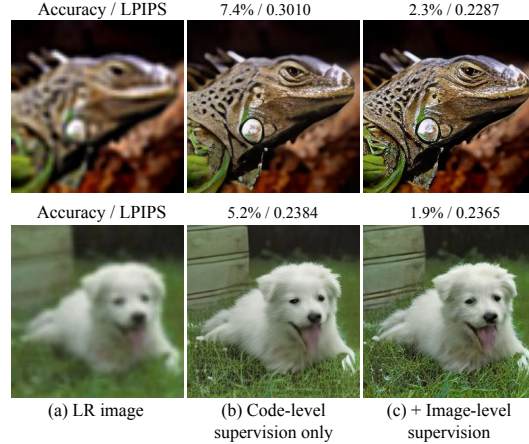 Accuracy / LPIPS 7.4% / 0.3010 2.3% / 0.2287
Accuracy / LPIPS 5.2% / 0.2384 1.9% / 0.2365
(a) LR image (b) Code-level (c) + Image-level
supervision only supervision